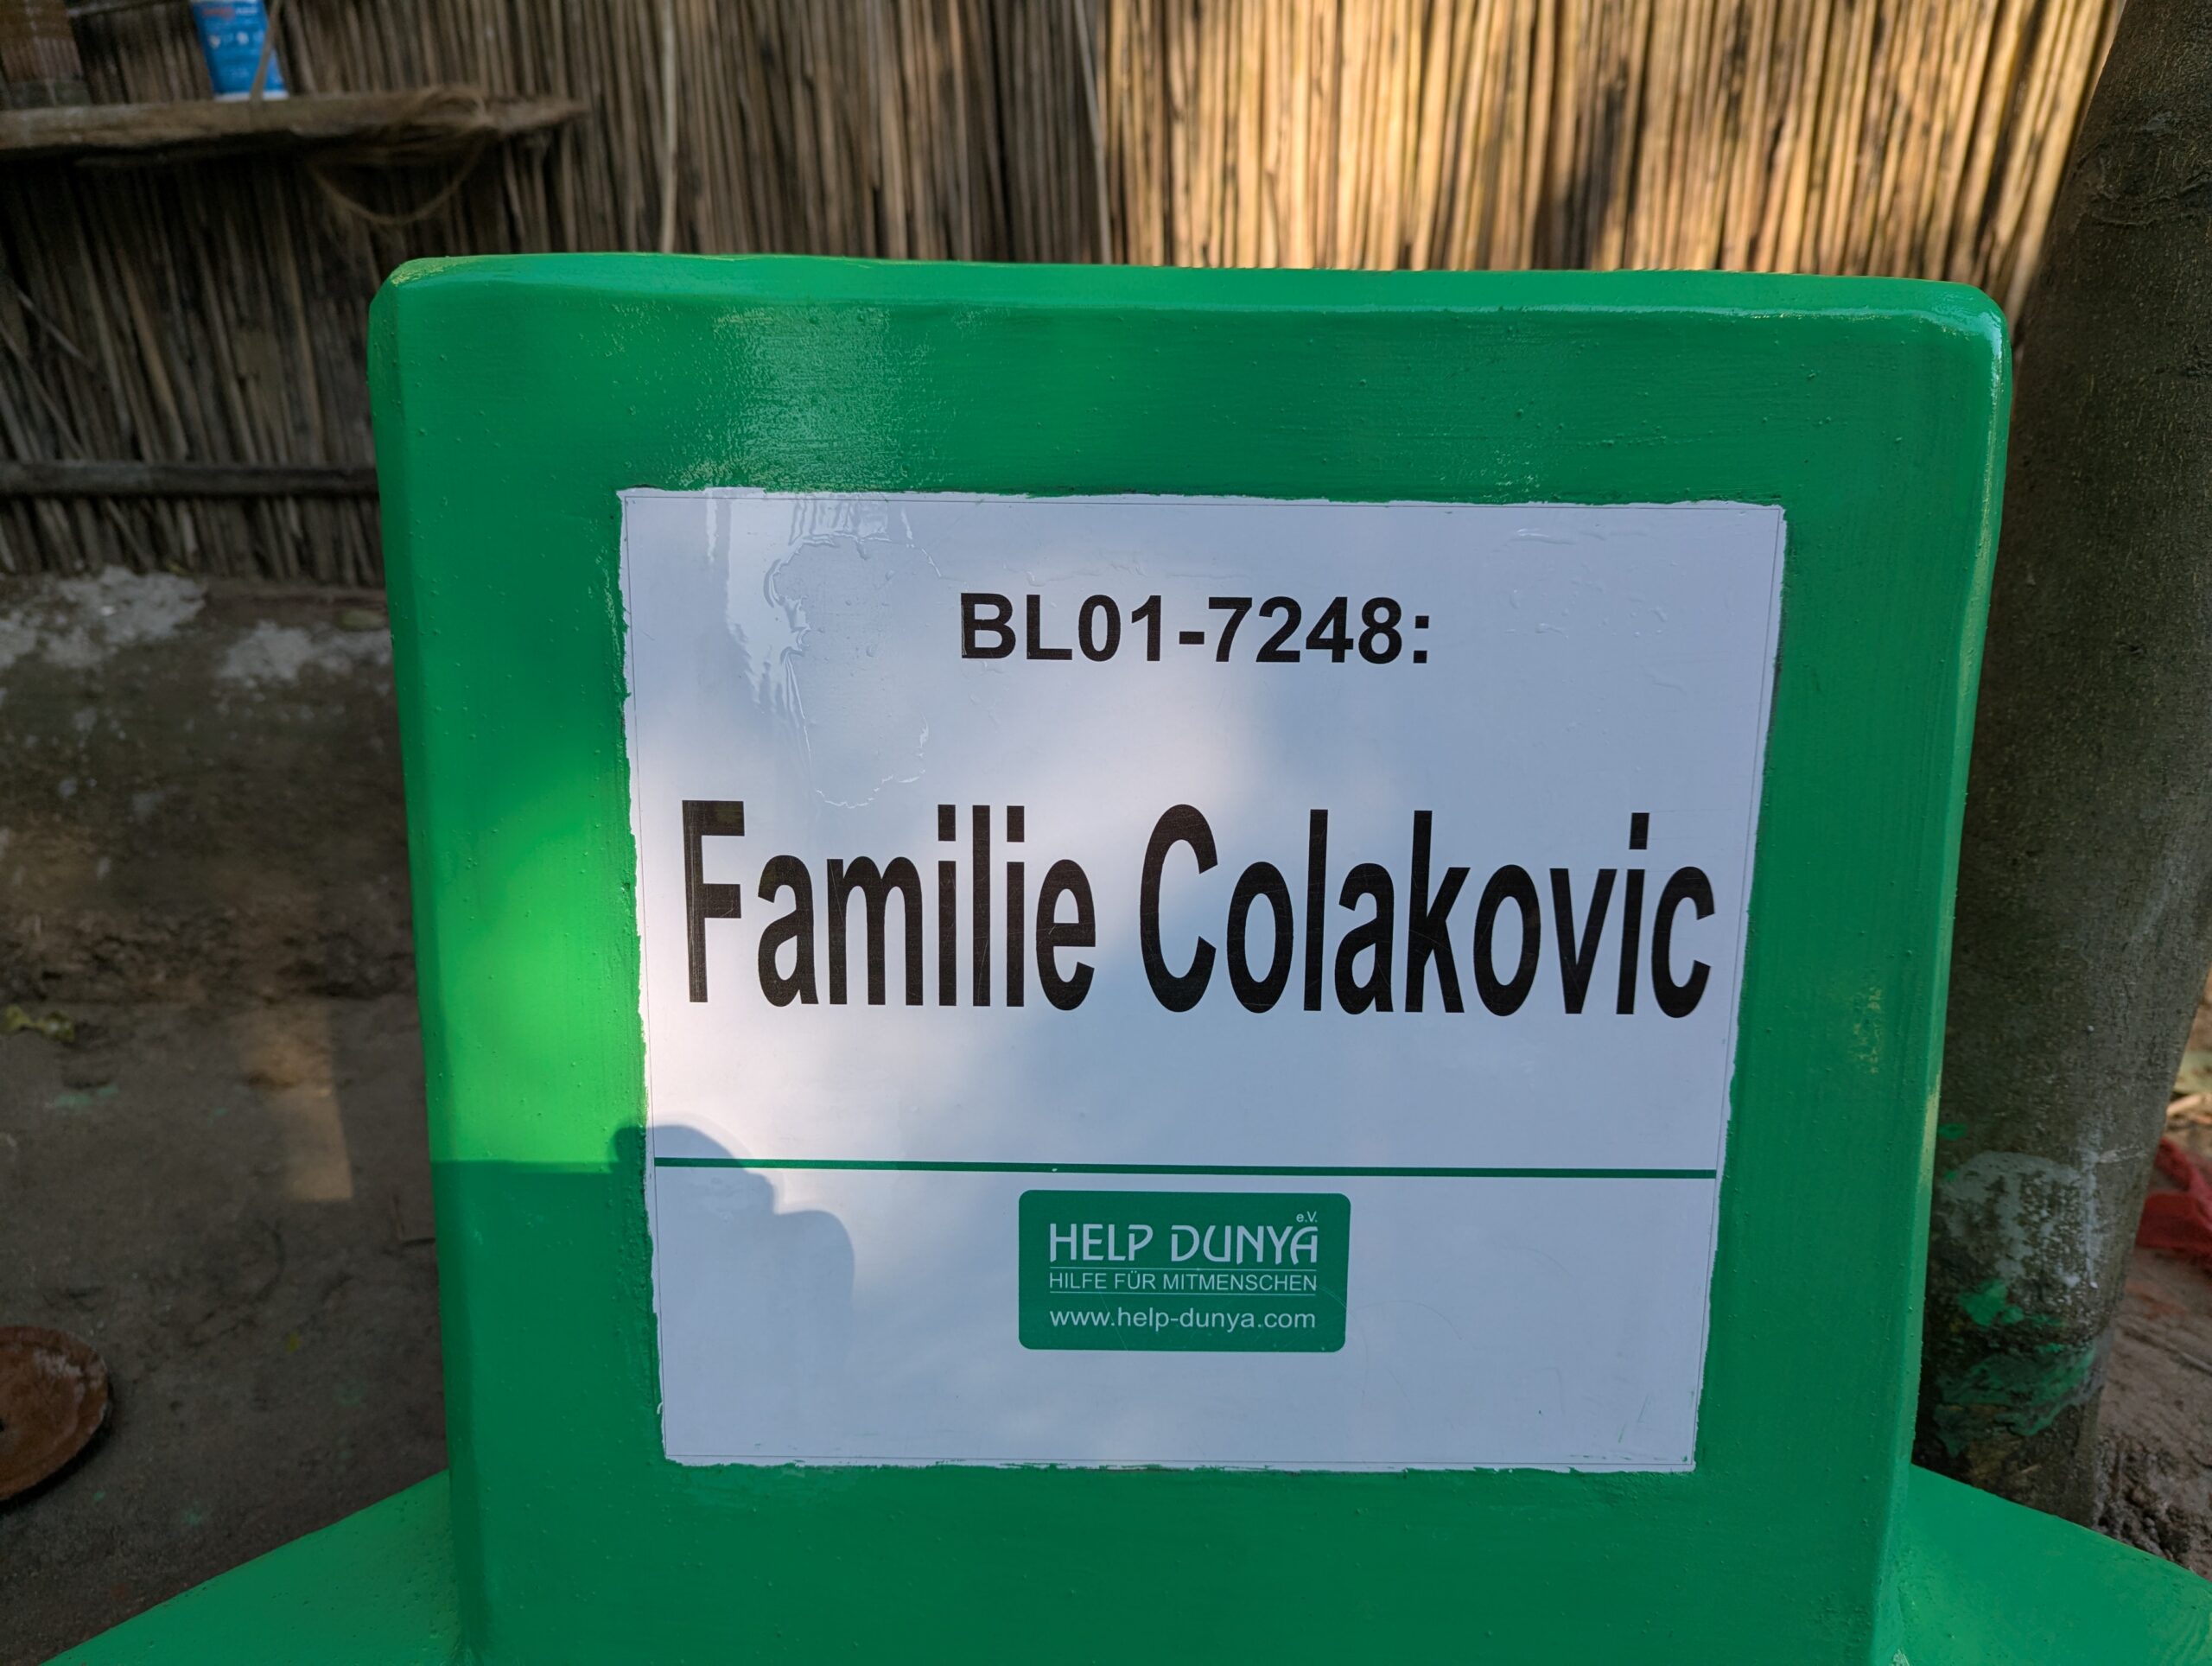 BL01-7248:
Familie Colakovic
HELP DUNYA e.V.
HILFE FÜR MITMENSCHEN
www.help-dunya.com